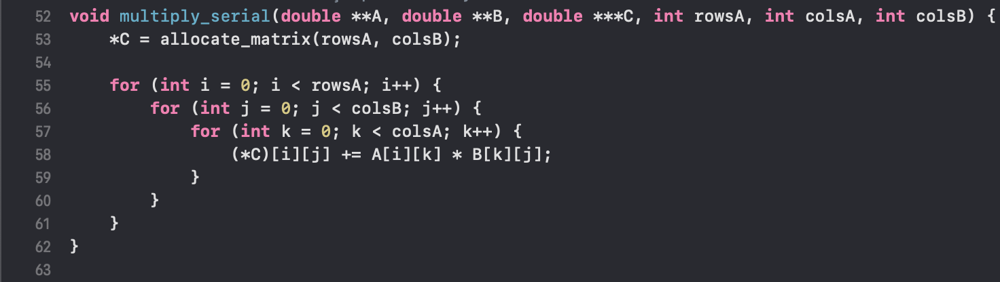 52 void multiply_serial(double **A, double **B, double ***C, int rowsA, int colsA, int colsB) {
53     *C = allocate_matrix(rowsA, colsB);
54
55     for (int i = 0; i < rowsA; i++) {
56         for (int j = 0; j < colsB; j++) {
57             for (int k = 0; k < colsA; k++) {
58                 (*C)[i][j] += A[i][k] * B[k][j];
59             }
60         }
61     }
62 }
63